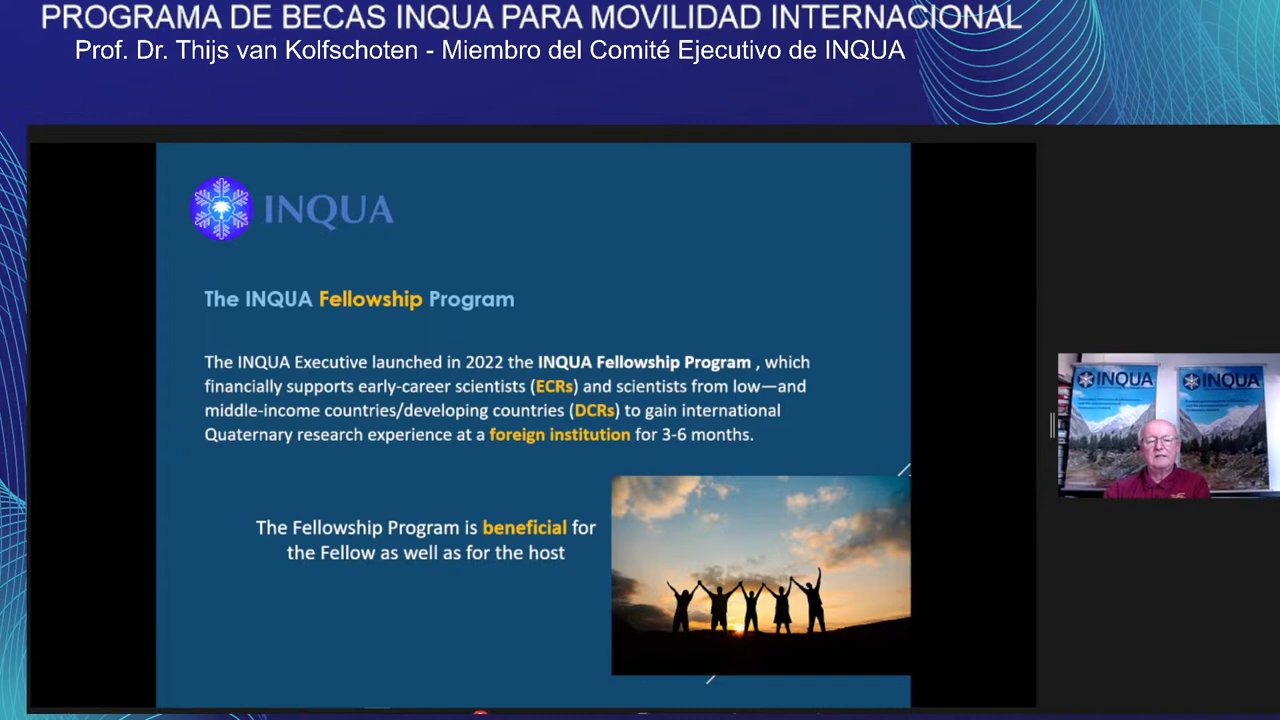 PROGRAMA DE BECAS INQUA PARA MOVILIDAD INTERNACIONAL
Prof. Dr. Thijs van Kolfschoten - Miembro del Comité Ejecutivo de INQUA
INQUA
The INQUA Fellowship Program
The INQUA Executive launched in 2022 the INQUA Fellowship Program , which
financially supports early-career scientists (ECRs) and scientists from low—and
middle-income countries/developing countries (DCRs) to gain international
Quaternary research experience at a foreign institution for 3-6 months.
The Fellowship Program is beneficial for
the Fellow as well as for the host
INQUA
INQUA